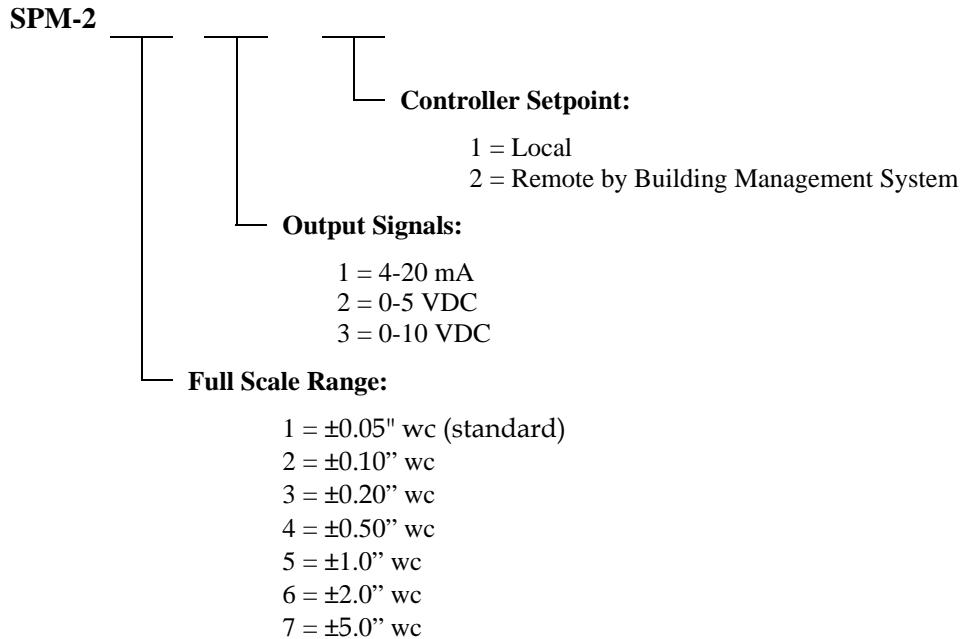 SPM-2
Controller Setpoint:
1 = Local
2 = Remote by Building Management System
Output Signals:
1 = 4-20 mA
2 = 0-5 VDC
3 = 0-10 VDC
Full Scale Range:
1 = ±0.05" wc (standard)
2 = ±0.10” wc
3 = ±0.20” wc
4 = ±0.50” wc
5 = ±1.0” wc
6 = ±2.0” wc
7 = ±5.0” wc